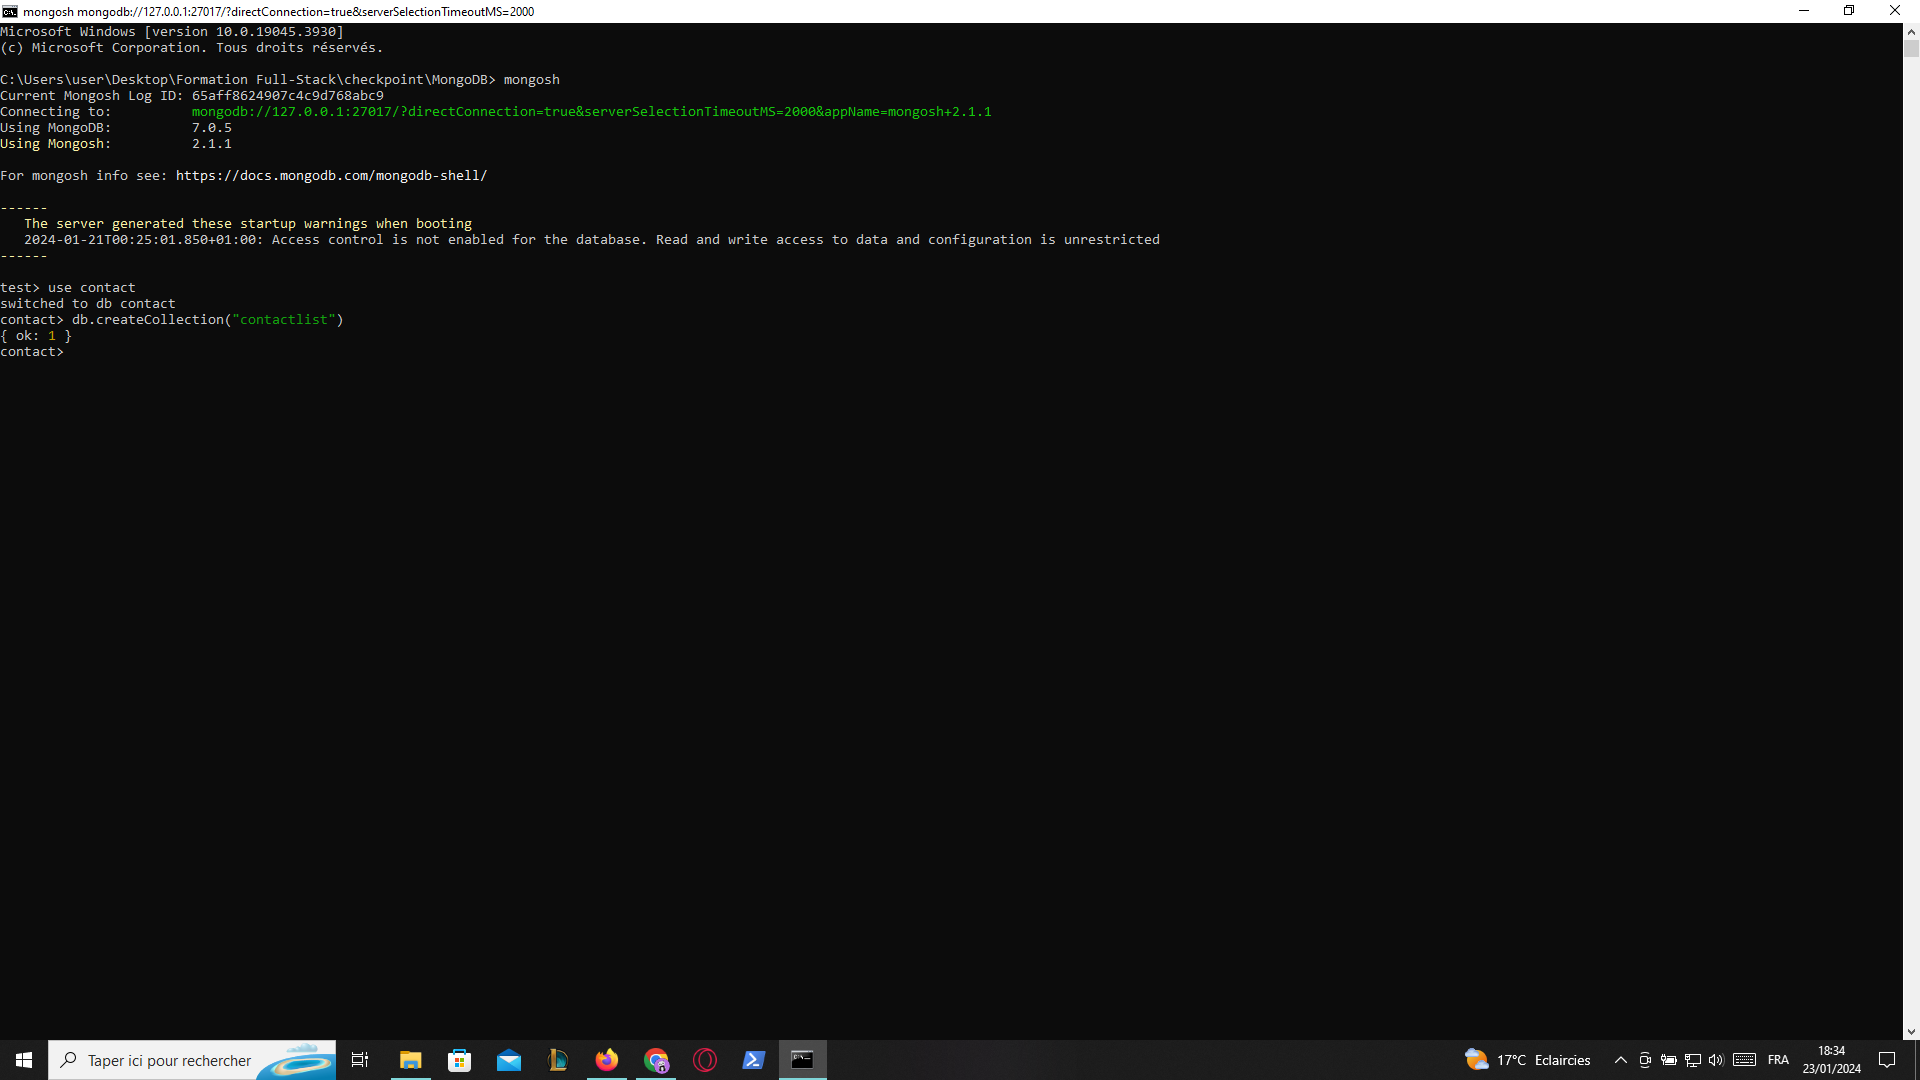 mongosh mongodb://127.0.0.1:27017/?directConnection=true&serverSelectionTimeoutMS=2000
Microsoft Windows [version 10.0.19045.3930]
(c) Microsoft Corporation. Tous droits réservés.
C:\Users\user\Desktop\Formation Full-Stack\checkpoint\MongoDB> mongosh
Current Mongosh Log ID: 65aff8624907c4c9d768abc9
Connecting to: mongodb://127.0.0.1:27017/?directConnection=true&serverSelectionTimeoutMS=2000&appName=mongosh+2.1.1
Using MongoDB: 7.0.5
Using Mongosh: 2.1.1
For mongosh info see: https://docs.mongodb.com/mongodb-shell/
------
The server generated these startup warnings when booting
2024-01-21T00:25:01.850+01:00: Access control is not enabled for the database. Read and write access to data and configuration is unrestricted
------
test> use contact
switched to db contact
contact> db.createCollection("contactlist")
{ ok: 1 }
contact>
Taper ici pour rechercher
17°C Eclaircies
FRA
18:34
23/01/2024